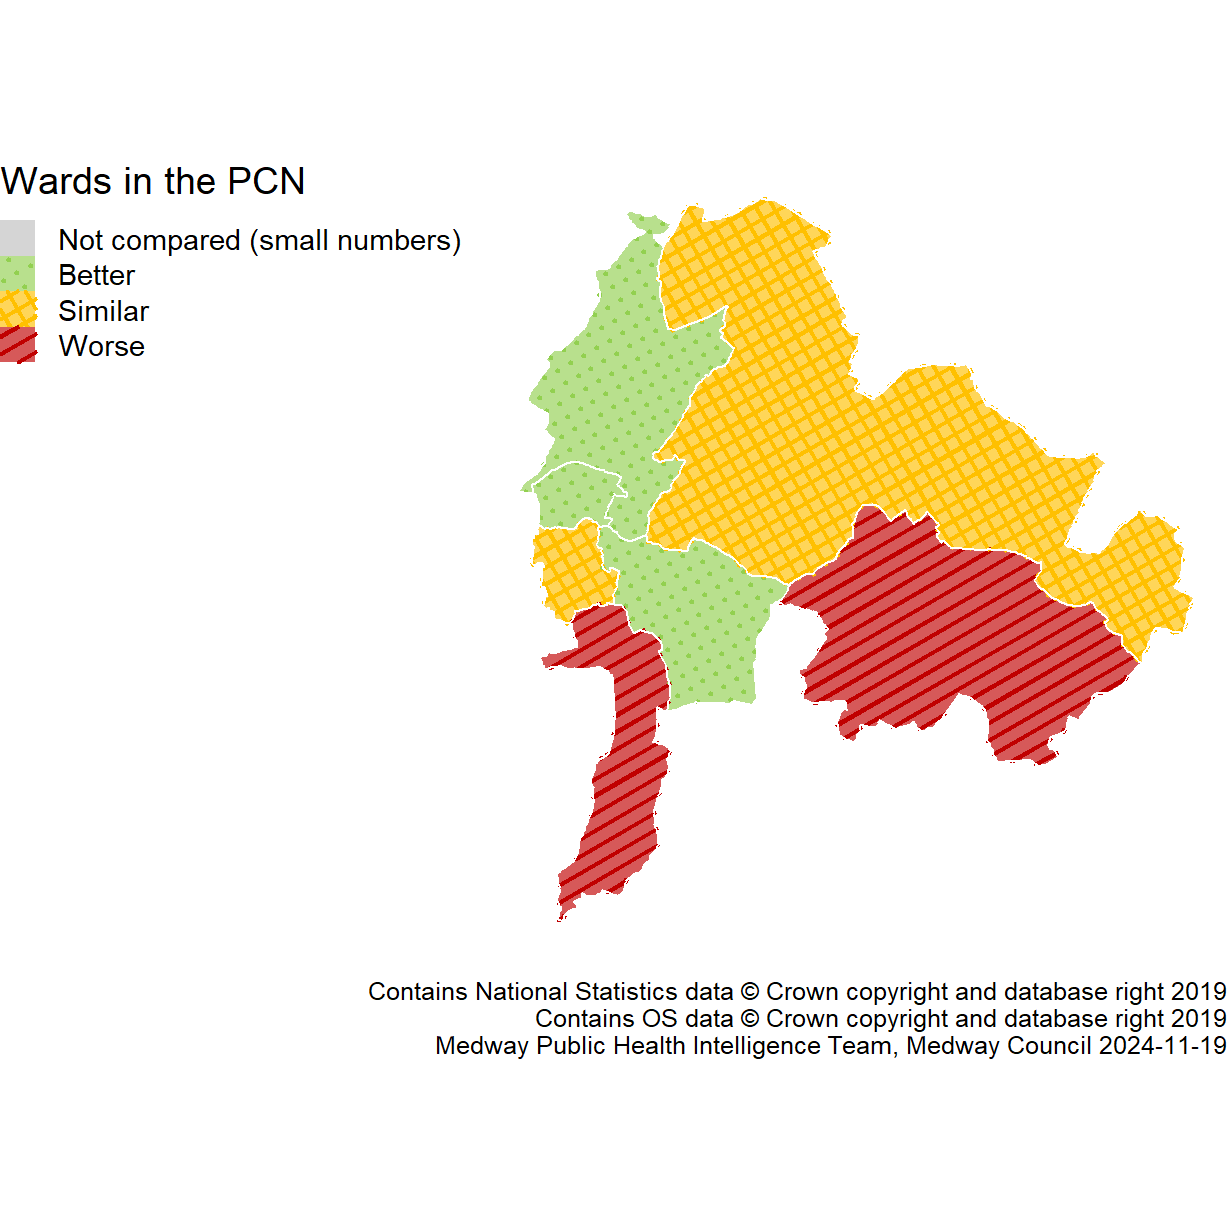 Wards in the PCN
Not compared (small numbers)
Better
Similar
Worse
Contains National Statistics data © Crown copyright and database right 2019
Contains OS data © Crown copyright and database right 2019
Medway Public Health Intelligence Team, Medway Council 2024-11-19